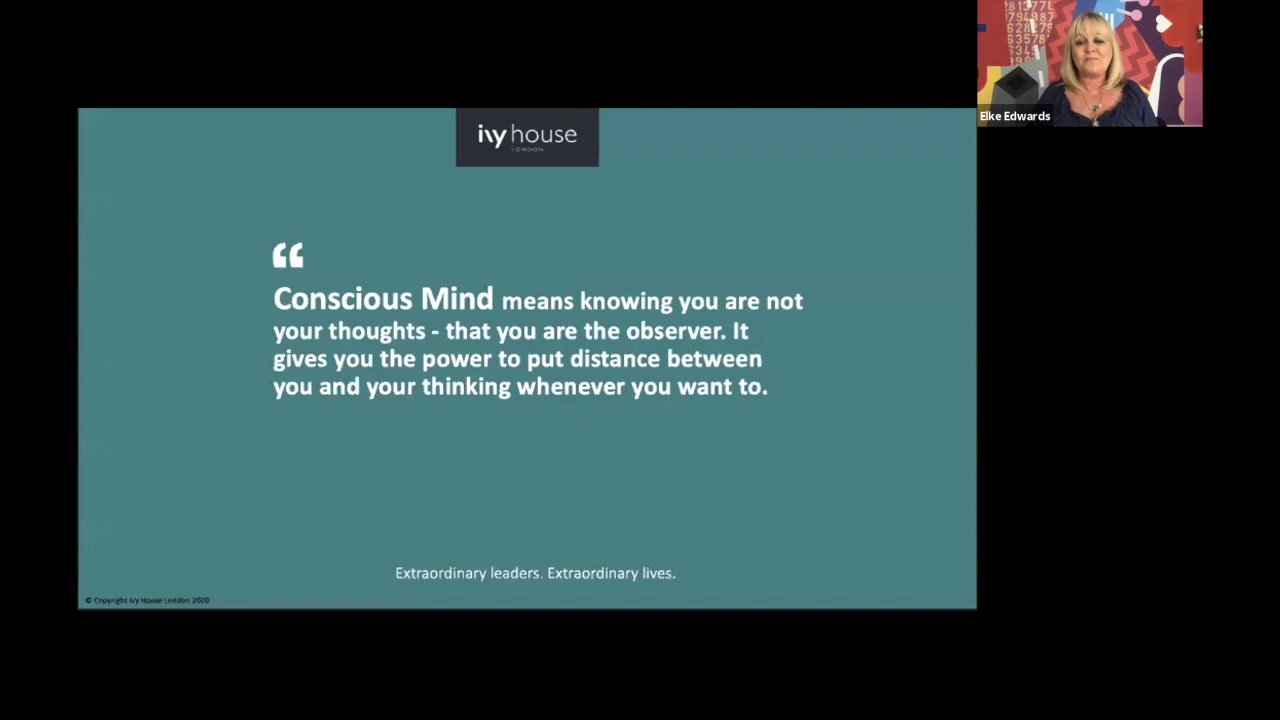 ivy house
LONDON
“
Conscious Mind means knowing you are not
your thoughts - that you are the observer. It
gives you the power to put distance between
you and your thinking whenever you want to.
Extraordinary leaders. Extraordinary lives.
© Copyright Ivy House London 2020
Elke Edwards